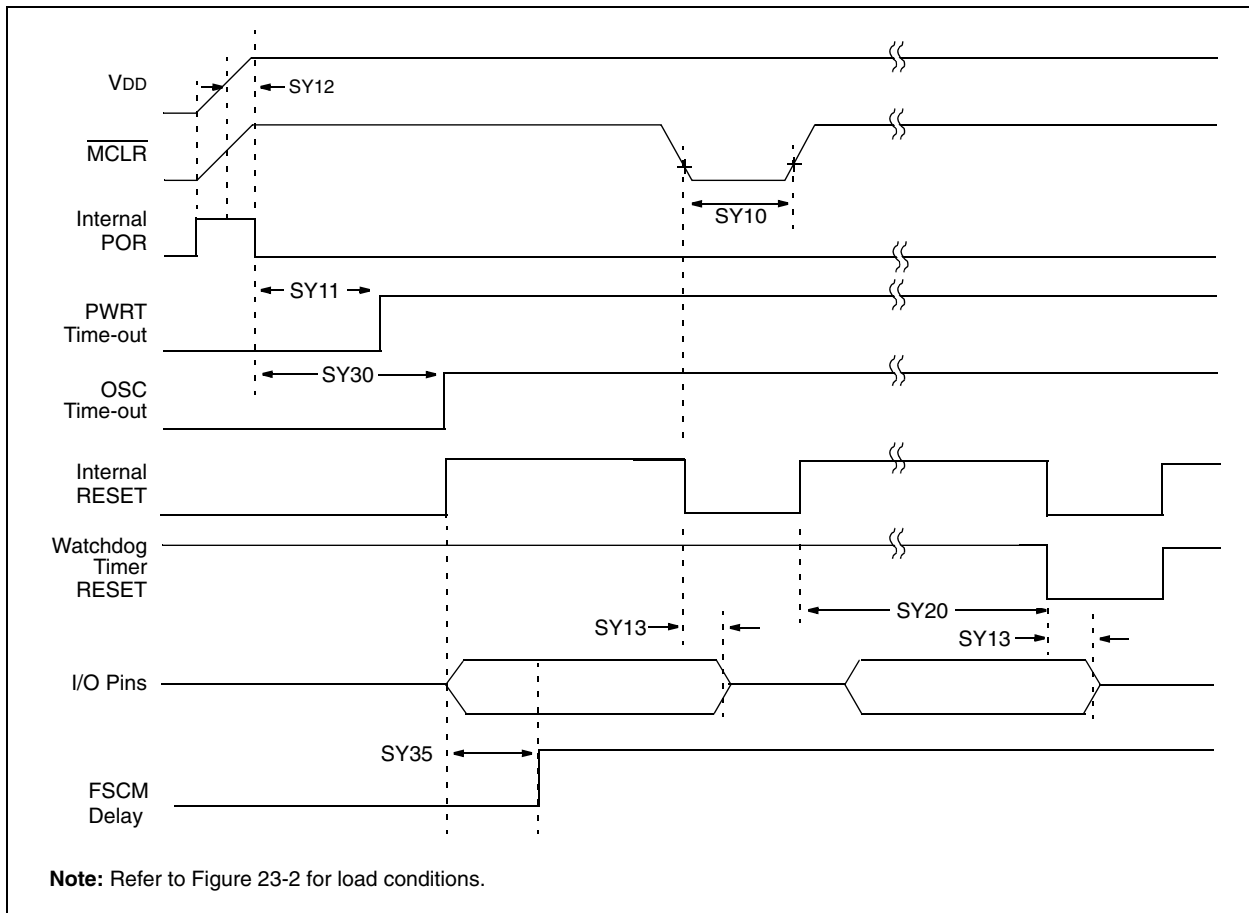 VDD
SY12
MCLR
SY10
Internal
POR
SY11
PWRT
Time-out
SY30
OSC
Time-out
Internal
RESET
Watchdog
Timer
RESET
SY20
SY13
SY13
I/O Pins
SY35
FSCM
Delay
Note: Refer to Figure 23-2 for load conditions.